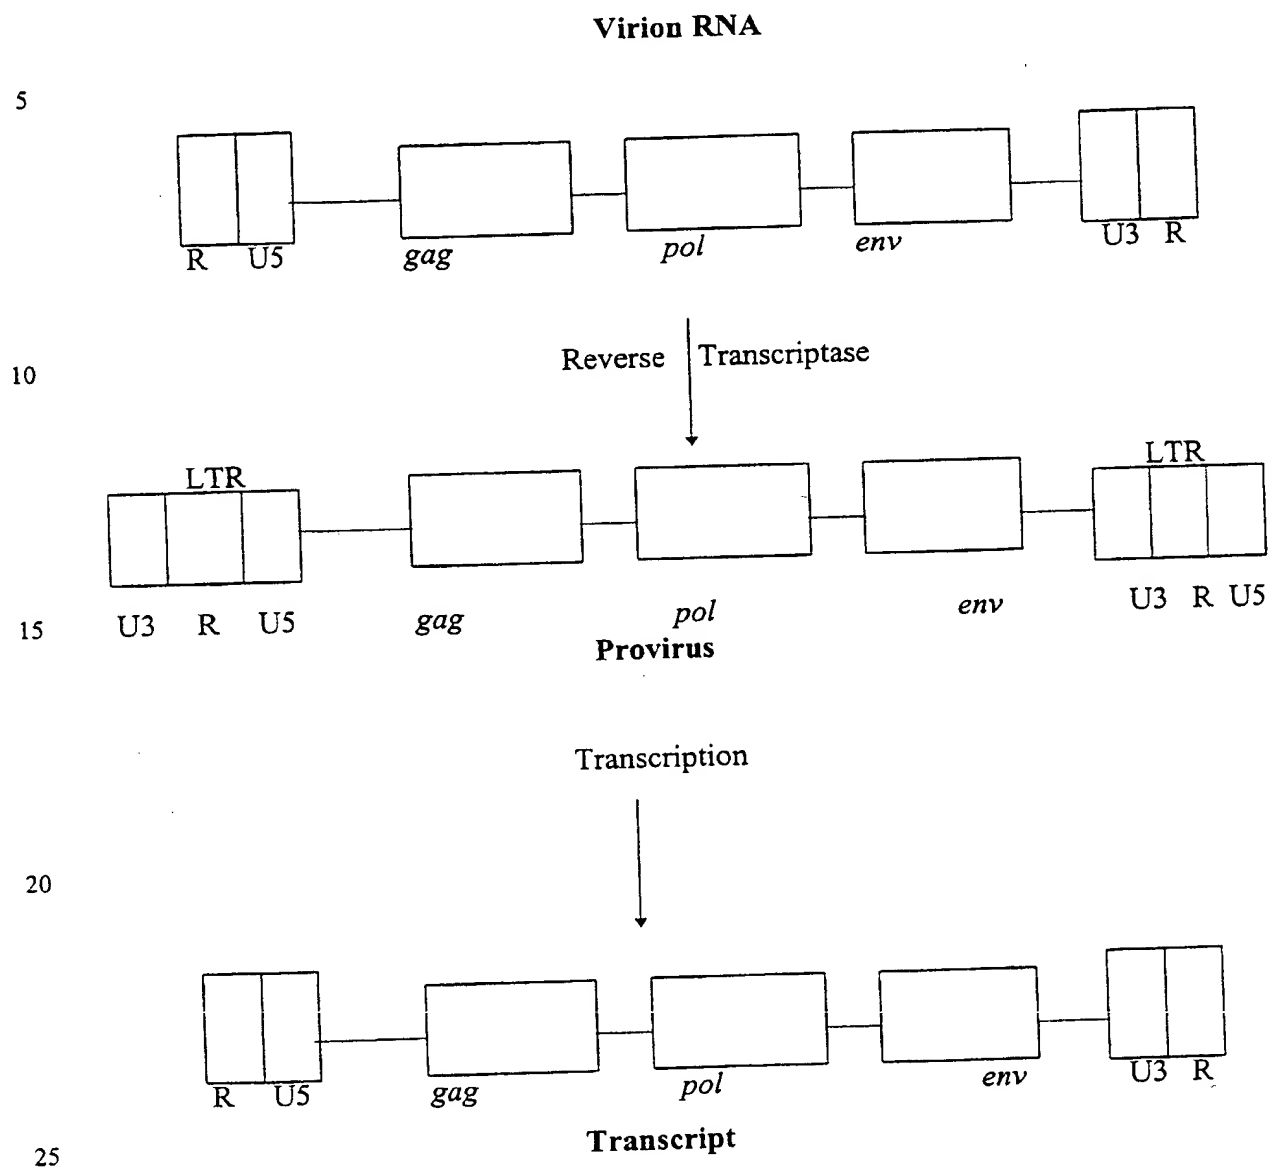 Virion RNA
5
R U5 gag pol env U3 R
Reverse Transcriptase
10
LTR LTR
U3 R U5 gag pol env U3 R U5
15
Provirus
Transcription
20
R U5 gag pol env U3 R
Transcript
25